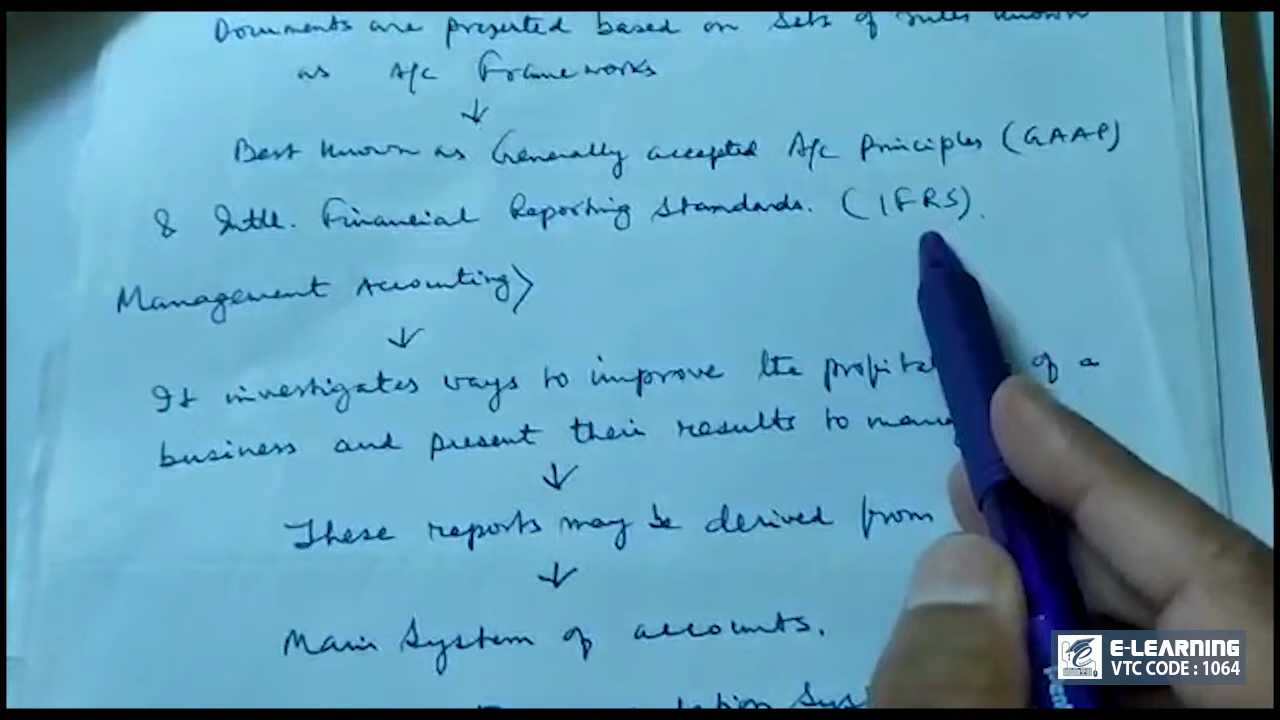 Documents are presented based on sets of rules known
as A/c Frameworks
Best known as Generally accepted A/c Principles (GAAP)
& Intl. Financial Reporting Standards. (IFRS).
Management Accounting>
It investigates ways to improve the of a
business and present their results to
These reports may be derived from
Main System of accounts.
E-LEARNING
VTC CODE : 1064